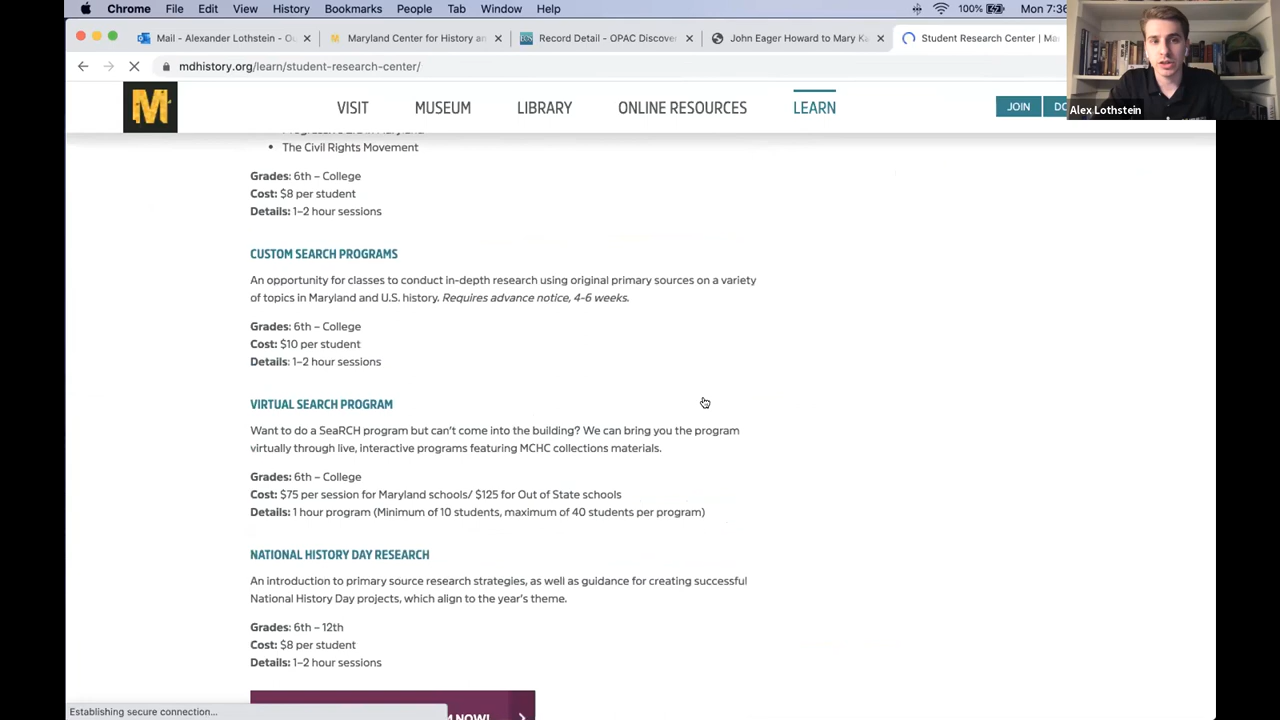 Chrome File Edit View History Bookmarks People Tab Window Help 100% Mon 7:36
Mail - Alexander Lothstein - Ou × Maryland Center for History an × Record Detail - OPAC Discover × John Eager Howard to Mary Ka × Student Research Center | Mar
mdhistory.org/learn/student-research-center/
M VISIT MUSEUM LIBRARY ONLINE RESOURCES LEARN JOIN DO
Alex Lothstein
• The Civil Rights Movement
Grades: 6th – College
Cost: $8 per student
Details: 1–2 hour sessions
CUSTOM SEARCH PROGRAMS
An opportunity for classes to conduct in-depth research using original primary sources on a variety
of topics in Maryland and U.S. history. Requires advance notice, 4-6 weeks.
Grades: 6th – College
Cost: $10 per student
Details: 1–2 hour sessions
VIRTUAL SEARCH PROGRAM
Want to do a SeaRCH program but can't come into the building? We can bring you the program
virtually through live, interactive programs featuring MCHC collections materials.
Grades: 6th – College
Cost: $75 per session for Maryland schools/ $125 for Out of State schools
Details: 1 hour program (Minimum of 10 students, maximum of 40 students per program)
NATIONAL HISTORY DAY RESEARCH
An introduction to primary source research strategies, as well as guidance for creating successful
National History Day projects, which align to the year's theme.
Grades: 6th – 12th
Cost: $8 per student
Details: 1–2 hour sessions
NOW!
Establishing secure connection...